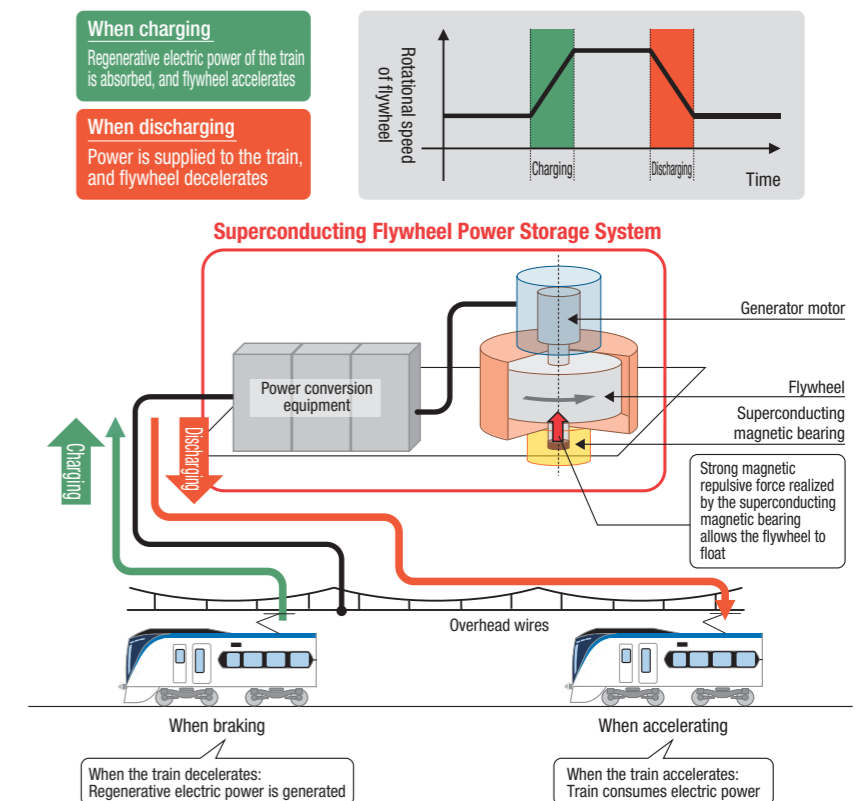 When charging
Regenerative electric power of the train
is absorbed, and flywheel accelerates
When discharging
Power is supplied to the train,
and flywheel decelerates
Rotational speed
of flywheel
Charging
Discharging
Time
Superconducting Flywheel Power Storage System
Generator motor
Power conversion
equipment
Flywheel
Superconducting
magnetic bearing
Charging
Discharging
Strong magnetic
repulsive force realized
by the superconducting
magnetic bearing
allows the flywheel to
float
Overhead wires
When braking
When accelerating
When the train decelerates:
Regenerative electric power is generated
When the train accelerates:
Train consumes electric power